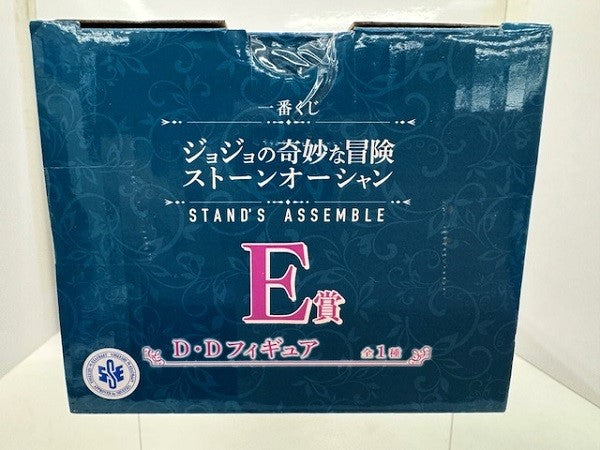 一番くじ
ジョジョの奇妙な冒険
ストーンオーシャン
STAND'S ASSEMBLE
E賞
D・Dフィギュア 全1種